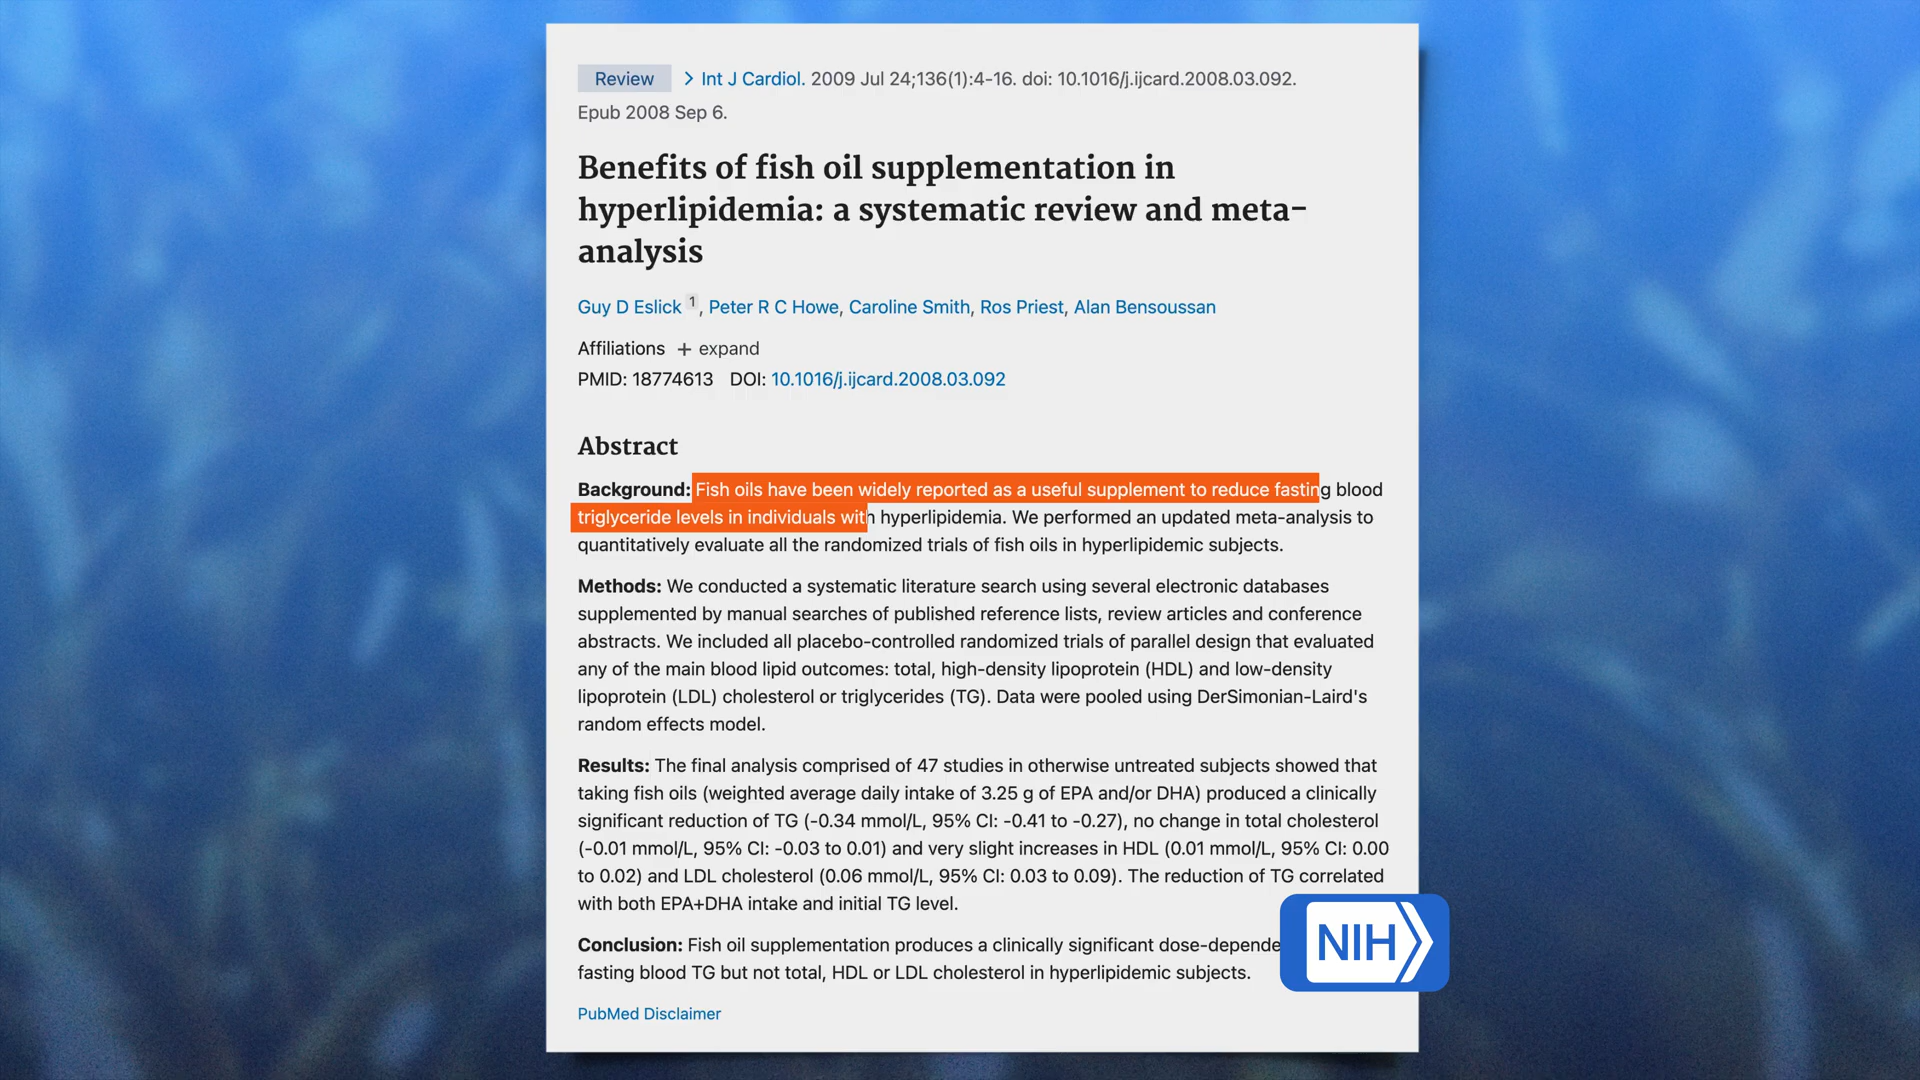 Review > Int J Cardiol. 2009 Jul 24;136(1):4-16. doi: 10.1016/j.ijcard.2008.03.092.
Epub 2008 Sep 6.
Benefits of fish oil supplementation in
hyperlipidemia: a systematic review and meta-
analysis
Guy D Eslick 1, Peter R C Howe, Caroline Smith, Ros Priest, Alan Bensoussan
Affiliations + expand
PMID: 18774613 DOI: 10.1016/j.ijcard.2008.03.092
Abstract
Background: Fish oils have been widely reported as a useful supplement to reduce fasting blood
triglyceride levels in individuals with hyperlipidemia. We performed an updated meta-analysis to
quantitatively evaluate all the randomized trials of fish oils in hyperlipidemic subjects.
Methods: We conducted a systematic literature search using several electronic databases
supplemented by manual searches of published reference lists, review articles and conference
abstracts. We included all placebo-controlled randomized trials of parallel design that evaluated
any of the main blood lipid outcomes: total, high-density lipoprotein (HDL) and low-density
lipoprotein (LDL) cholesterol or triglycerides (TG). Data were pooled using DerSimonian-Laird's
random effects model.
Results: The final analysis comprised of 47 studies in otherwise untreated subjects showed that
taking fish oils (weighted average daily intake of 3.25 g of EPA and/or DHA) produced a clinically
significant reduction of TG (-0.34 mmol/L, 95% CI: -0.41 to -0.27), no change in total cholesterol
(-0.01 mmol/L, 95% CI: -0.03 to 0.01) and very slight increases in HDL (0.01 mmol/L, 95% CI: 0.00
to 0.02) and LDL cholesterol (0.06 mmol/L, 95% CI: 0.03 to 0.09). The reduction of TG correlated
with both EPA+DHA intake and initial TG level.
Conclusion: Fish oil supplementation produces a clinically significant dose-depende
fasting blood TG but not total, HDL or LDL cholesterol in hyperlipidemic subjects.
NIH
PubMed Disclaimer